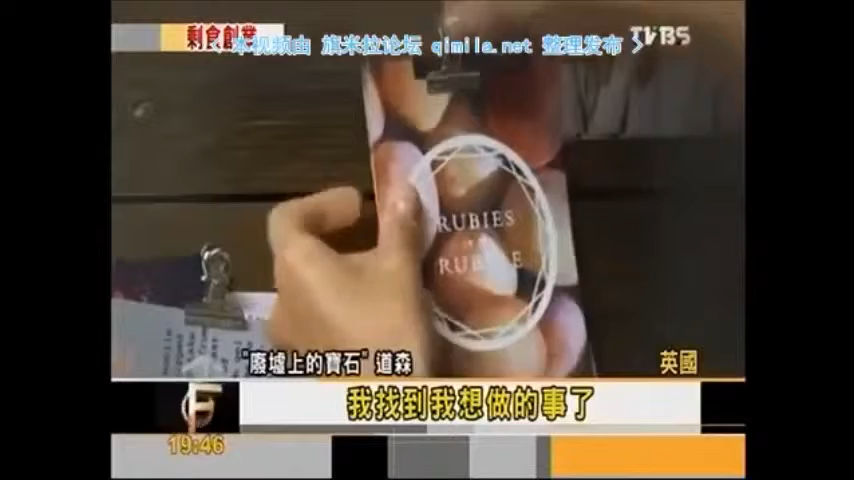 剩食創業
< 本视频由 旗米拉论坛 qimila.net 整理发布 >
TVBS
RUBIES
RUBBLE
"廢墟上的寶石" 道森
英國
我找到我想做的事了
F
19:46